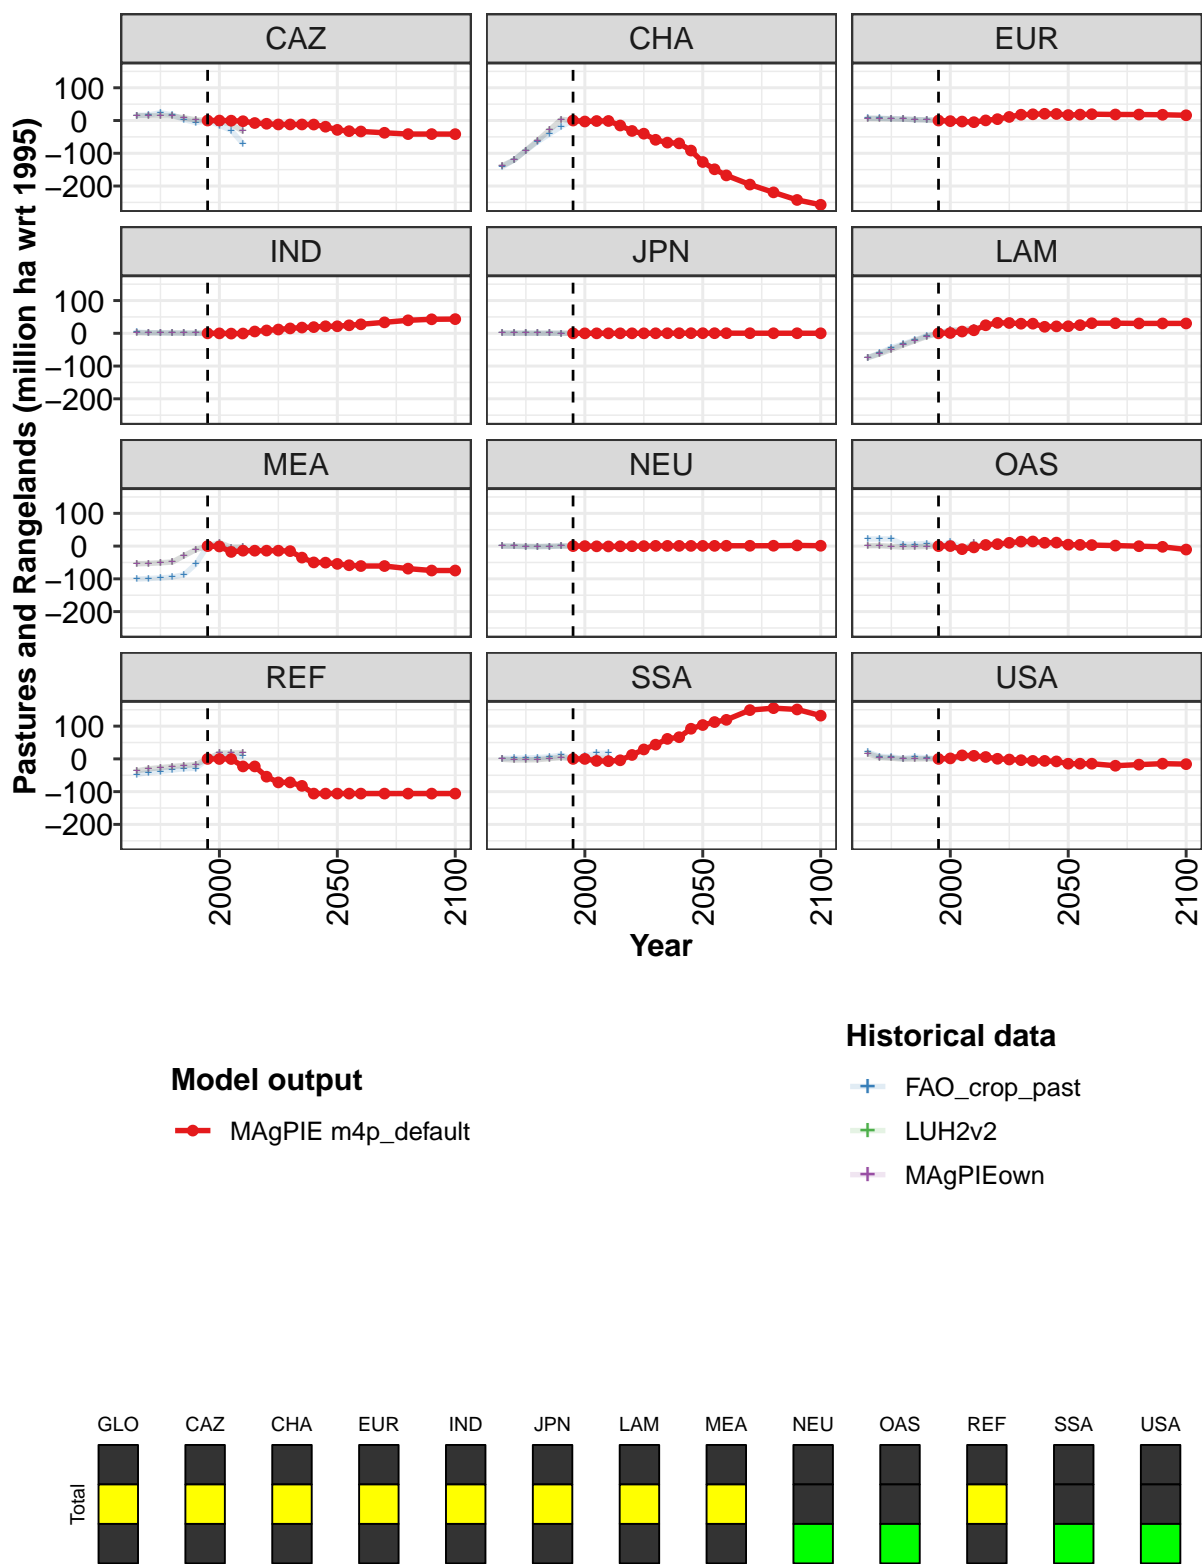 CAZ CHA EUR
100
0
−100
−200
IND JPN LAM
100
0
−100
−200
MEA NEU OAS
100
0
−100
−200
REF SSA USA
100
0
−100
−200
Pastures and Rangelands (million ha wrt 1995)
2000 2050 2100 2000 2050 2100 2000 2050 2100
Year
Model output
MAgPIE m4p_default
Historical data
FAO_crop_past
LUH2v2
MAgPIEown
GLO CAZ CHA EUR IND JPN LAM MEA NEU OAS REF SSA USA
Total